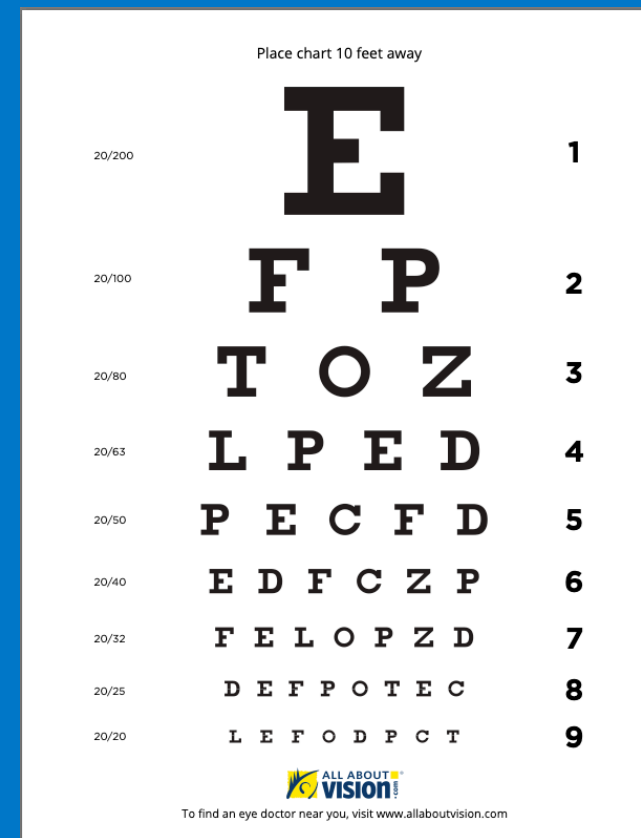 Place chart 10 feet away
20/200 E 1
20/100 F P 2
20/80 T O Z 3
20/63 L P E D 4
20/50 P E C F D 5
20/40 E D F C Z P 6
20/32 F E L O P Z D 7
20/25 D E F P O T E C 8
20/20 L E F O D P C T 9
ALL ABOUT
VISION.com
To find an eye doctor near you, visit www.allaboutvision.com